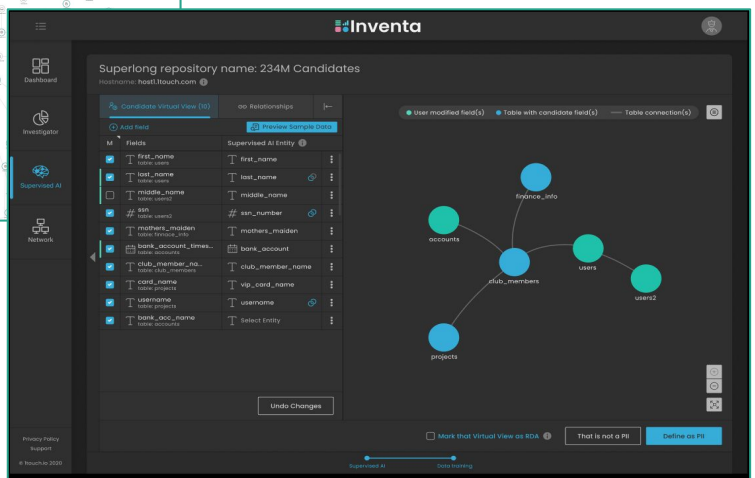 Inventa
Dashboard
Investigator
Supervised AI
Network
Privacy Policy
Support
© 1touch.io 2020
Superlong repository name: 234M Candidates
Hostname: host1.1touch.com
Candidate Virtual View (10)
Relationships
Add field
Preview Sample Data
M Fields Supervised AI Entity
first_name
table: users
first_name
last_name
table: users
last_name
middle_name
table: users2
middle_name
ssn
table: users2
ssn_number
mothers_maiden
table: finnace_info
mothers_maiden
bank_account_times...
table: accounts
bank_account
club_member_na...
table: club_members
club_member_name
card_name
table: projects
vip_card_name
username
table: projects
username
bank_acc_name
table: accounts
Select Entity
Undo Changes
User modified field(s) Table with candidate field(s) Table connection(s)
finance_info
accounts
club_members
users
users2
projects
Mark that Virtual View as RDA
That is not a PII
Define as PII
Supervised AI
Data training